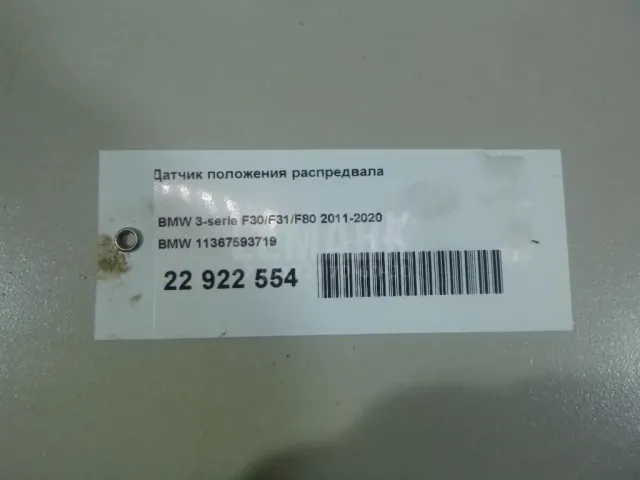 Датчик положения распредвала
BMW 3-serie F30/F31/F80 2011-2020
BMW 11367593719
22 922 554